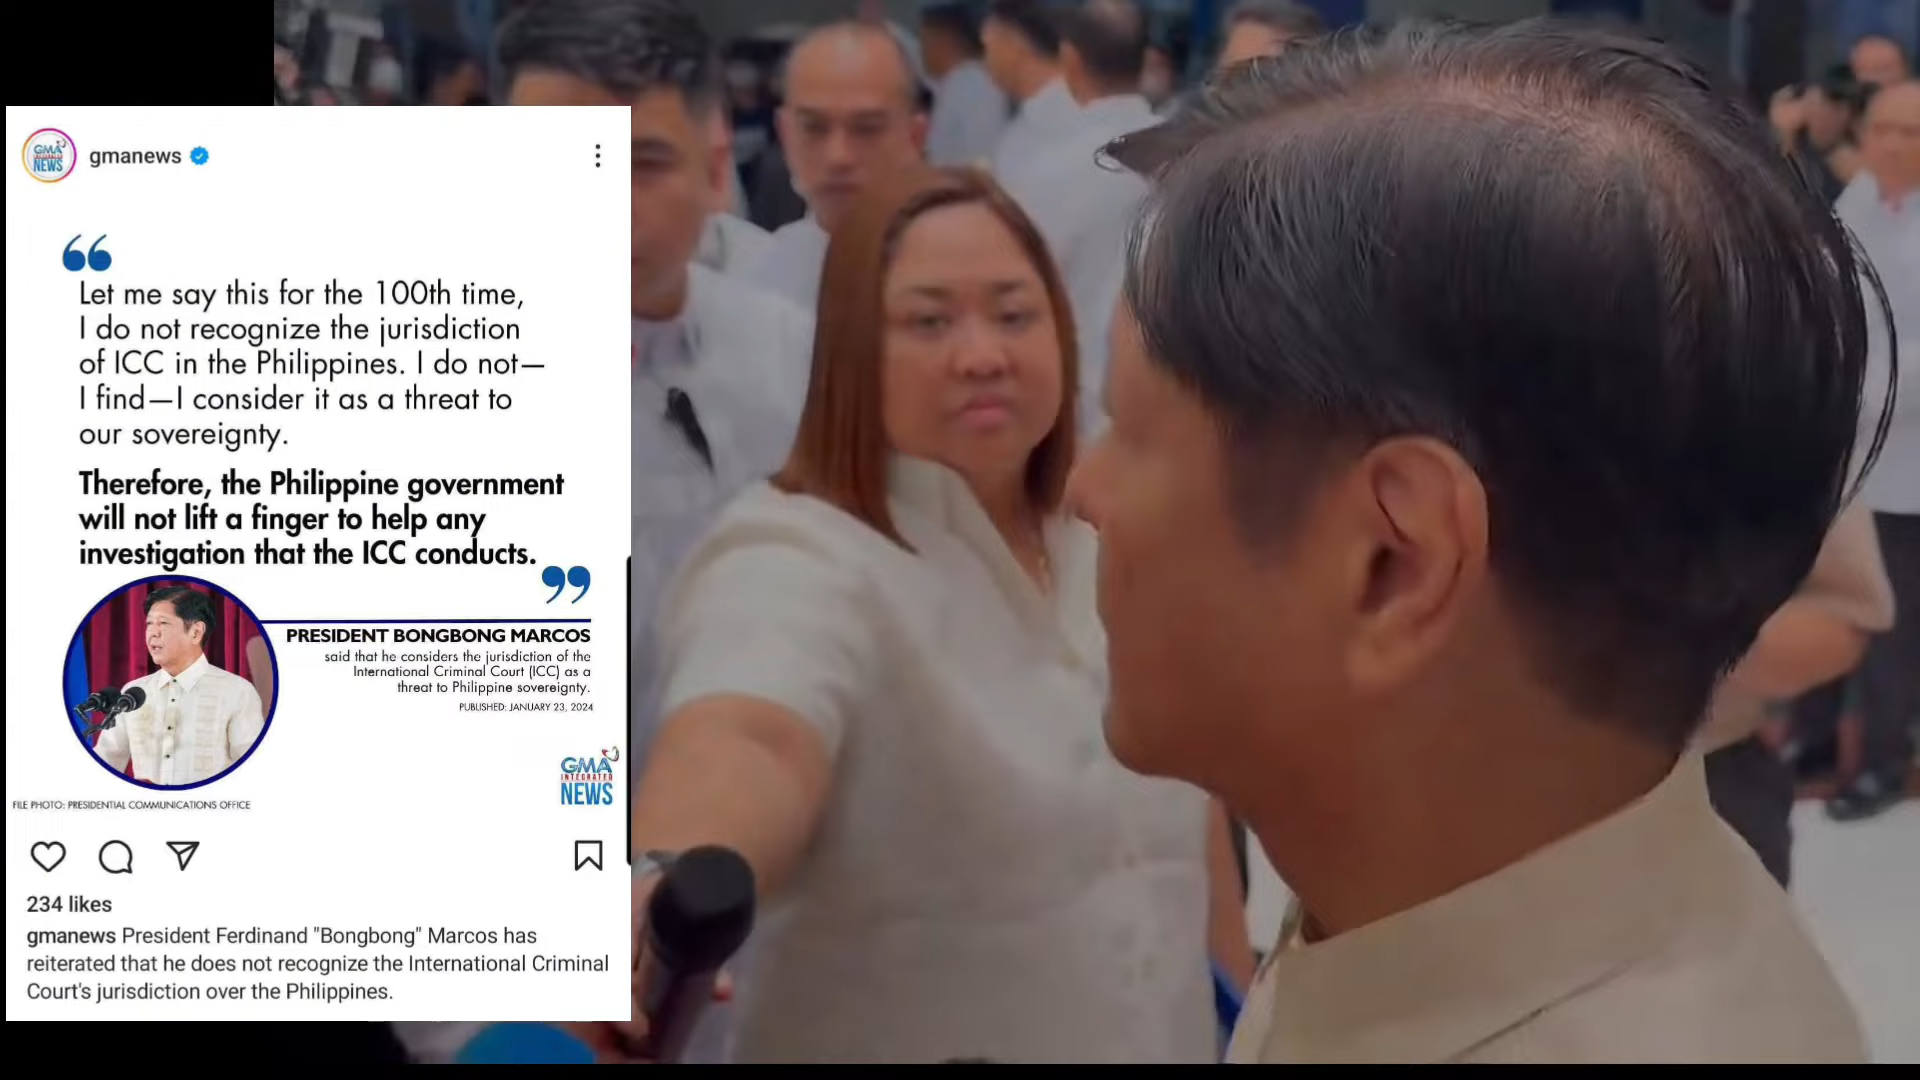 GMA
INTEGRATED
NEWS
gmanews
“
Let me say this for the 100th time,
I do not recognize the jurisdiction
of ICC in the Philippines. I do not—
I find—I consider it as a threat to
our sovereignty.
Therefore, the Philippine government
will not lift a finger to help any
investigation that the ICC conducts.
”
PRESIDENT BONGBONG MARCOS
said that he considers the jurisdiction of the
International Criminal Court (ICC) as a
threat to Philippine sovereignty.
PUBLISHED: JANUARY 23, 2024
GMA
INTEGRATED
NEWS
FILE PHOTO: PRESIDENTIAL COMMUNICATIONS OFFICE
234 likes
gmanews President Ferdinand "Bongbong" Marcos has
reiterated that he does not recognize the International Criminal
Court's jurisdiction over the Philippines.